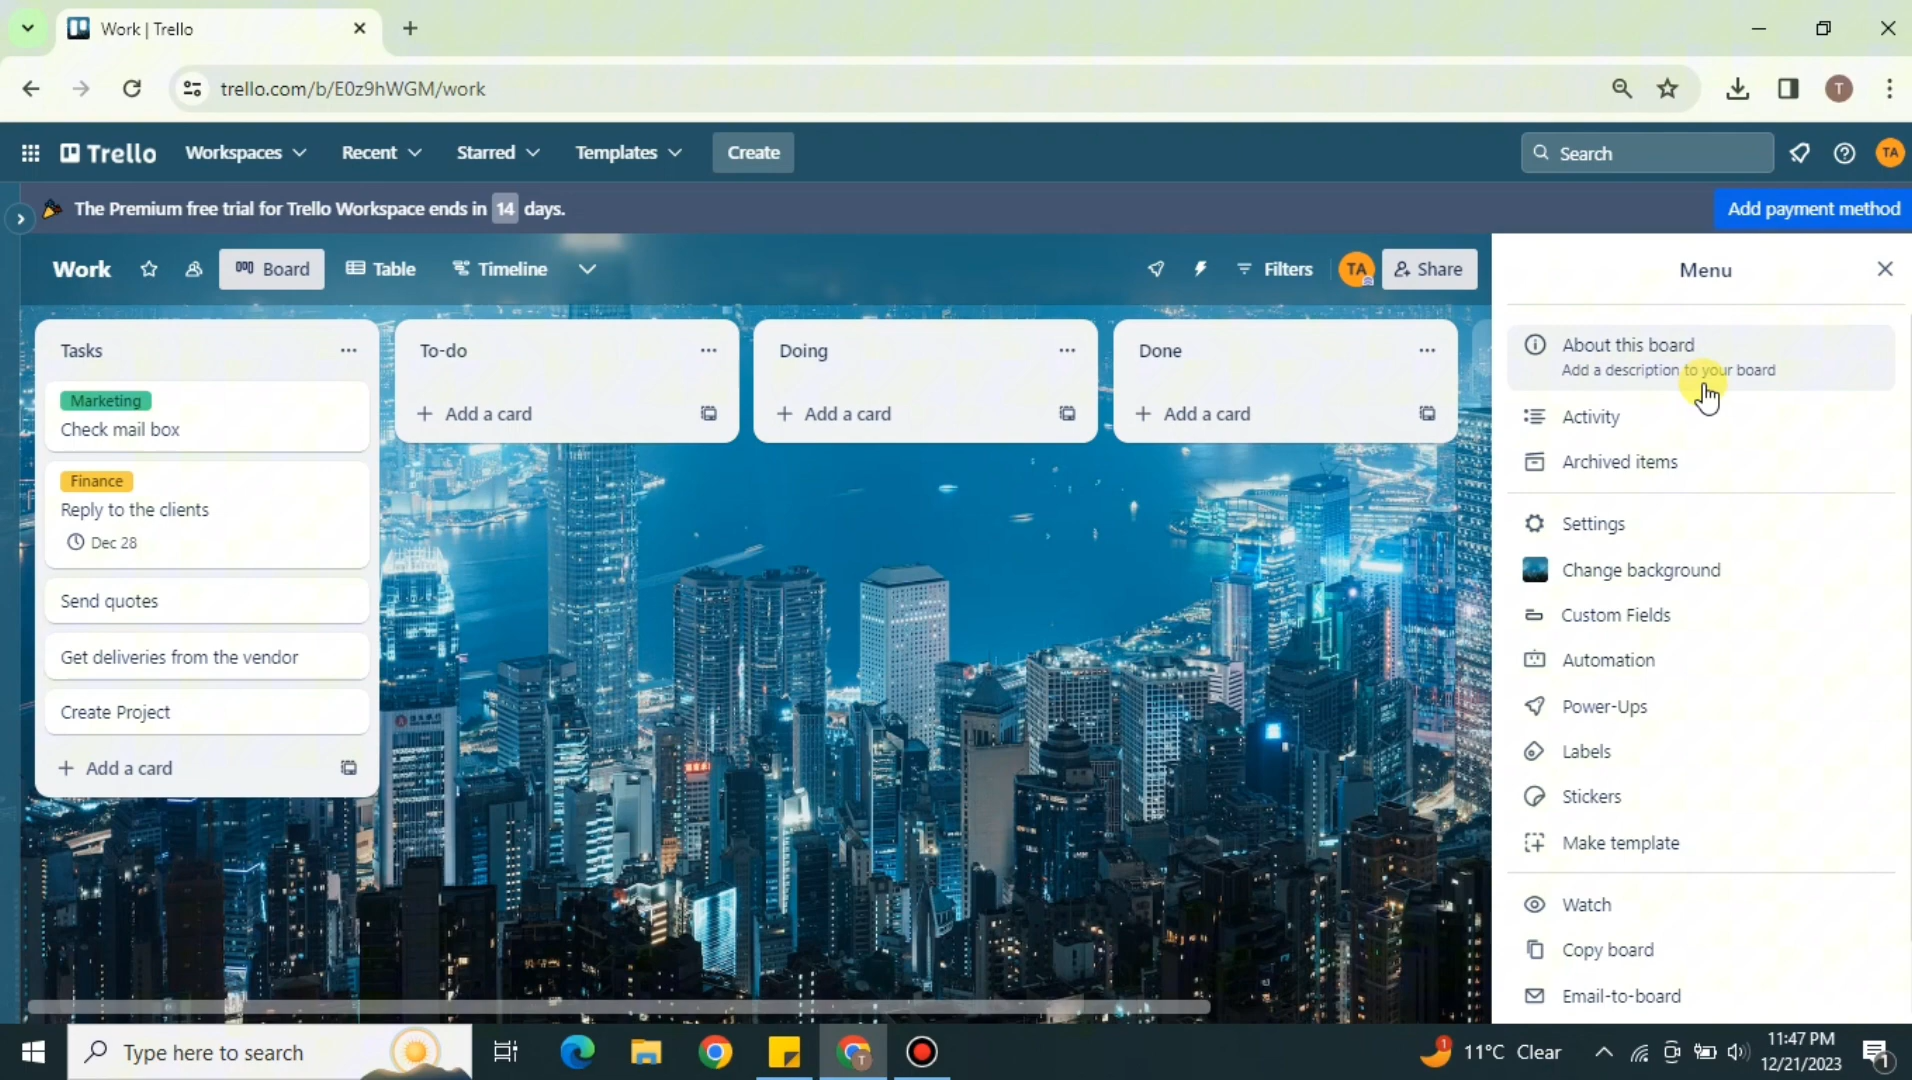 Work | Trello
trello.com/b/E0z9hWGM/work
T
Trello
Workspaces
Recent
Starred
Templates
Create
Search
TA
The Premium free trial for Trello Workspace ends in 14 days.
Add payment method
Work
Board
Table
Timeline
Filters
TA
Share
Menu
Tasks
Marketing
Check mail box
Finance
Reply to the clients
Dec 28
Send quotes
Get deliveries from the vendor
Create Project
+ Add a card
To-do
+ Add a card
Doing
+ Add a card
Done
+ Add a card
About this board
Add a description to your board
Activity
Archived items
Settings
Change background
Custom Fields
Automation
Power-Ups
Labels
Stickers
Make template
Watch
Copy board
Email-to-board
Type here to search
T
1
11°C Clear
11:47 PM
12/21/2023
1